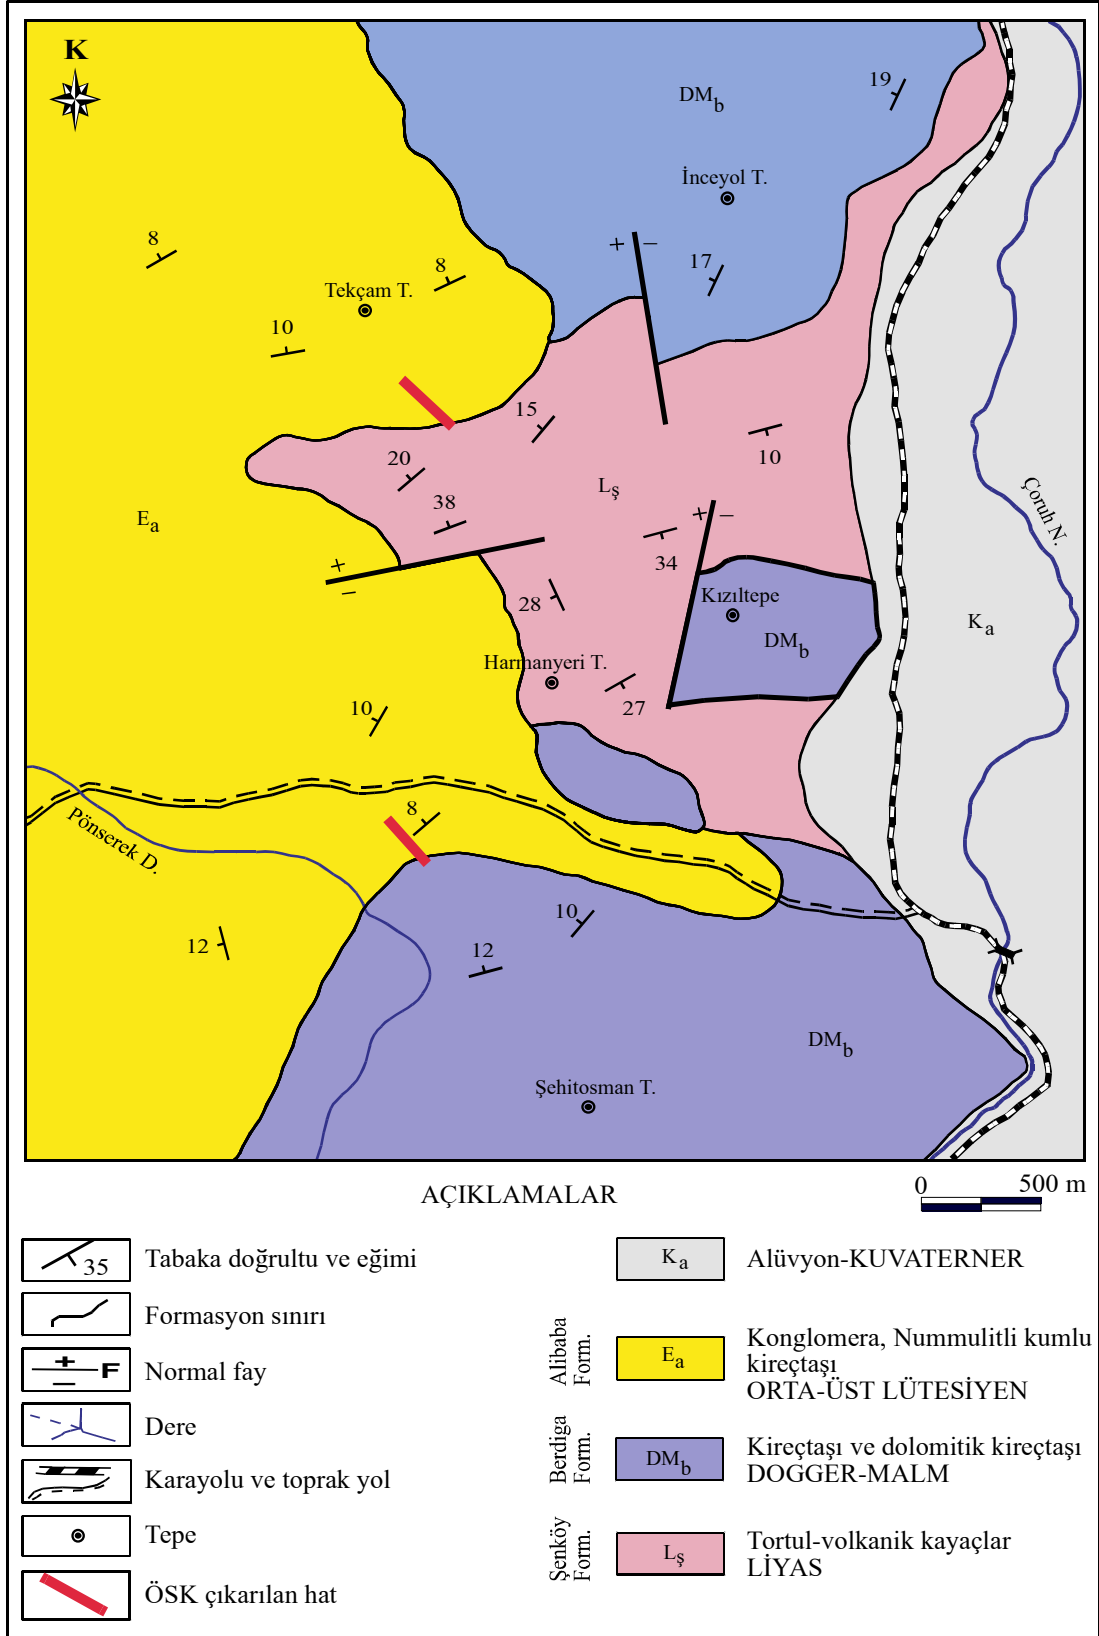 K
19
DMb
İnceyol T.
8
8
+ −
17
Tekçam T.
10
15
20
10
38
Lş
Ea
Çoruh N.
+ −
34
+
−
28
Kızıltepe
DMb
Ka
Harmanyeri T.
27
10
8
Pönserek D.
10
12
12
DMb
Şehitosman T.
AÇIKLAMALAR
0 500 m
35 Tabaka doğrultu ve eğimi
Formasyon sınırı
+ − F Normal fay
Dere
Karayolu ve toprak yol
Tepe
ÖSK çıkarılan hat
Ka Alüvyon-KUVATERNER
Alibaba
Form.
Ea
Konglomera, Nummulitli kumlu
kireçtaşı
ORTA-ÜST LÜTESİYEN
Berdiga
Form.
DMb
Kireçtaşı ve dolomitik kireçtaşı
DOGGER-MALM
Şenköy
Form.
Lş
Tortul-volkanik kayaçlar
LİYAS